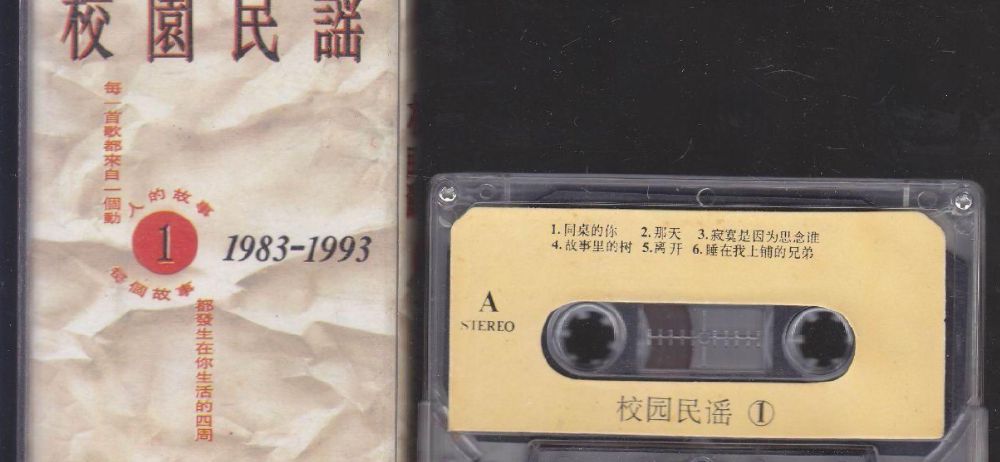 校園民謠
每一首歌都來自一個動
人的故事
1
每個故事
都發生在你生活的四周
1983-1993
1.同桌的你 2.那天 3.寂寞是因为思念谁
4.故事里的树 5.离开 6.睡在我上铺的兄弟
A
STEREO
校园民谣 ①